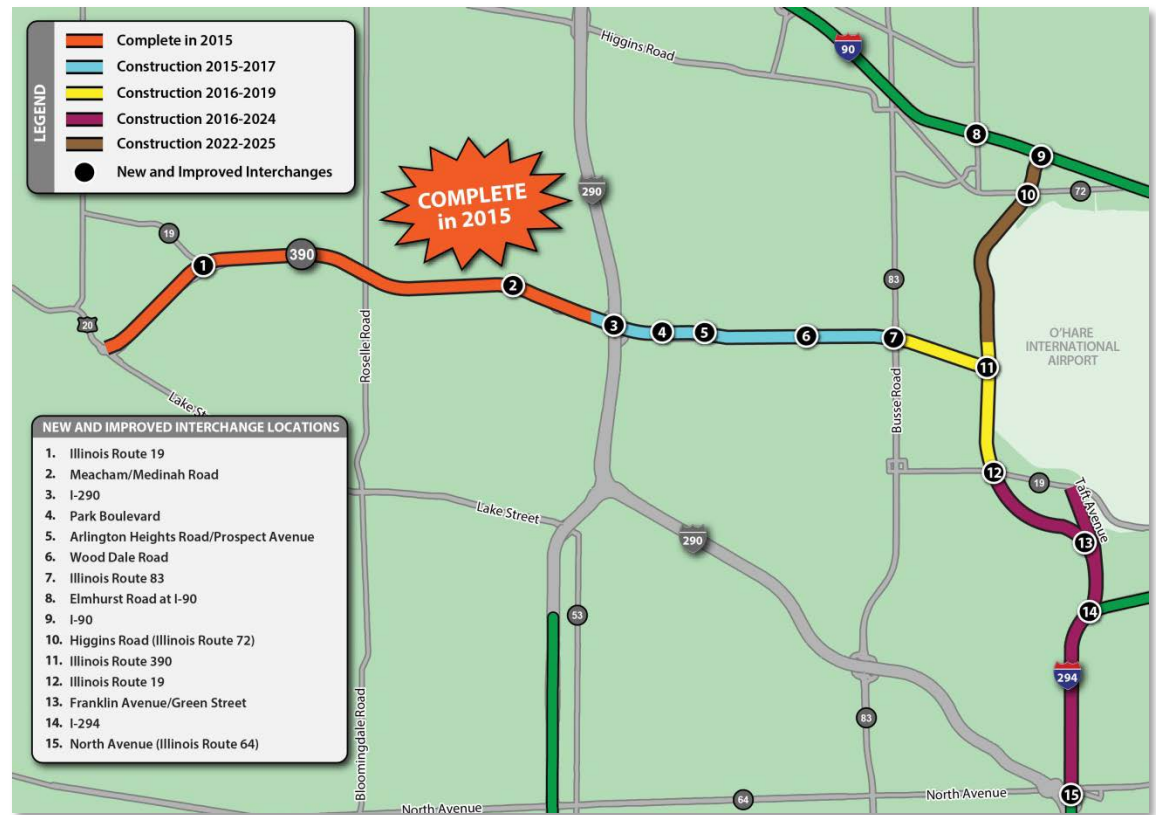 LEGEND
Complete in 2015
Construction 2015-2017
Construction 2016-2019
Construction 2016-2024
Construction 2022-2025
New and Improved Interchanges
Higgins Road
90
8
9
10
72
290
COMPLETE
in 2015
19
1
390
2
20
Roselle Road
3
4
5
6
83
7
Busse Road
11
O'HARE
INTERNATIONAL
AIRPORT
Lake St
12
19
Taft Avenue
13
14
Lake Street
290
53
294
83
NEW AND IMPROVED INTERCHANGE LOCATIONS
1. Illinois Route 19
2. Meacham/Medinah Road
3. I-290
4. Park Boulevard
5. Arlington Heights Road/Prospect Avenue
6. Wood Dale Road
7. Illinois Route 83
8. Elmhurst Road at I-90
9. I-90
10. Higgins Road (Illinois Route 72)
11. Illinois Route 390
12. Illinois Route 19
13. Franklin Avenue/Green Street
14. I-294
15. North Avenue (Illinois Route 64)
Bloomingdale Road
North Avenue
64
North Avenue
15